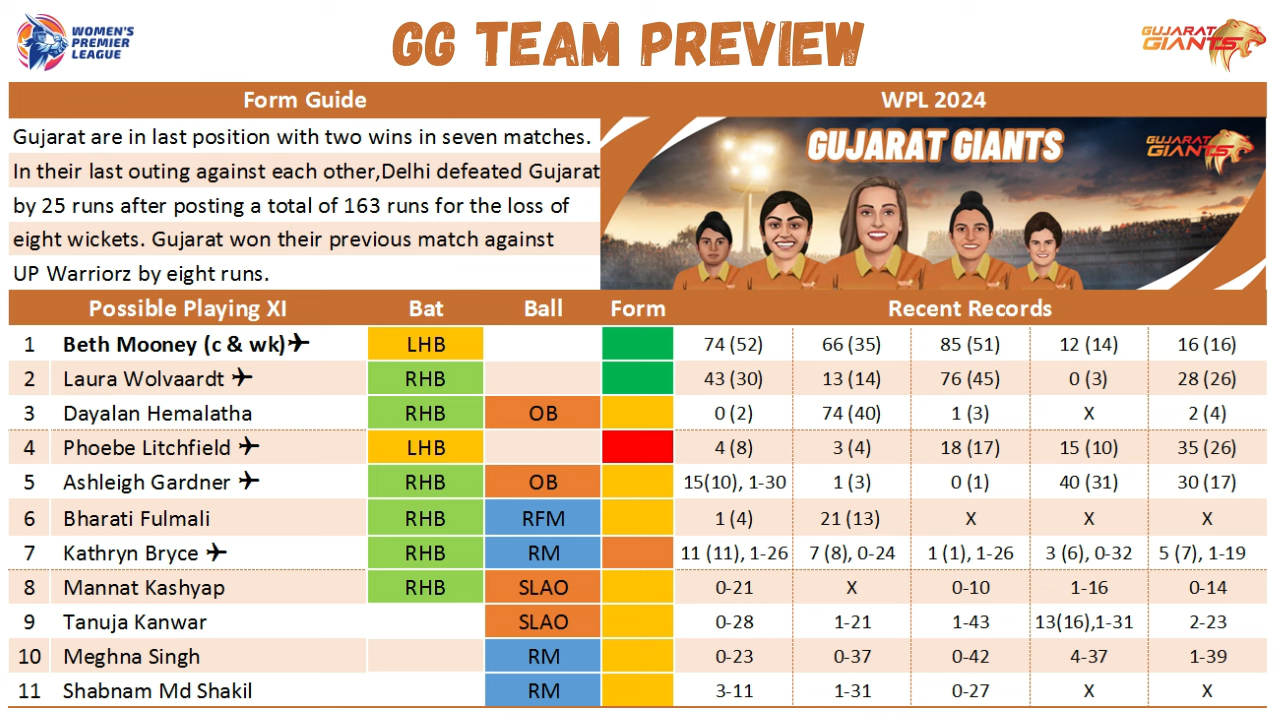 WOMEN'S
PREMIER
LEAGUE
GG TEAM PREVIEW
GUJARAT
GIANTS
Form Guide WPL 2024
Gujarat are in last position with two wins in seven matches.
In their last outing against each other,Delhi defeated Gujarat
by 25 runs after posting a total of 163 runs for the loss of
eight wickets. Gujarat won their previous match against
UP Warriorz by eight runs.
GUJARAT GIANTS
GUJARAT
GIANTS
Possible Playing XI Bat Ball Form Recent Records
1 Beth Mooney (c & wk) LHB 74 (52) 66 (35) 85 (51) 12 (14) 16 (16)
2 Laura Wolvaardt RHB 43 (30) 13 (14) 76 (45) 0 (3) 28 (26)
3 Dayalan Hemalatha RHB OB 0 (2) 74 (40) 1 (3) X 2 (4)
4 Phoebe Litchfield LHB 4 (8) 3 (4) 18 (17) 15 (10) 35 (26)
5 Ashleigh Gardner RHB OB 15(10), 1-30 1 (3) 0 (1) 40 (31) 30 (17)
6 Bharati Fulmali RHB RFM 1 (4) 21 (13) X X X
7 Kathryn Bryce RHB RM 11 (11), 1-26 7 (8), 0-24 1 (1), 1-26 3 (6), 0-32 5 (7), 1-19
8 Mannat Kashyap RHB SLAO 0-21 X 0-10 1-16 0-14
9 Tanuja Kanwar SLAO 0-28 1-21 1-43 13(16),1-31 2-23
10 Meghna Singh RM 0-23 0-37 0-42 4-37 1-39
11 Shabnam Md Shakil RM 3-11 1-31 0-27 X X